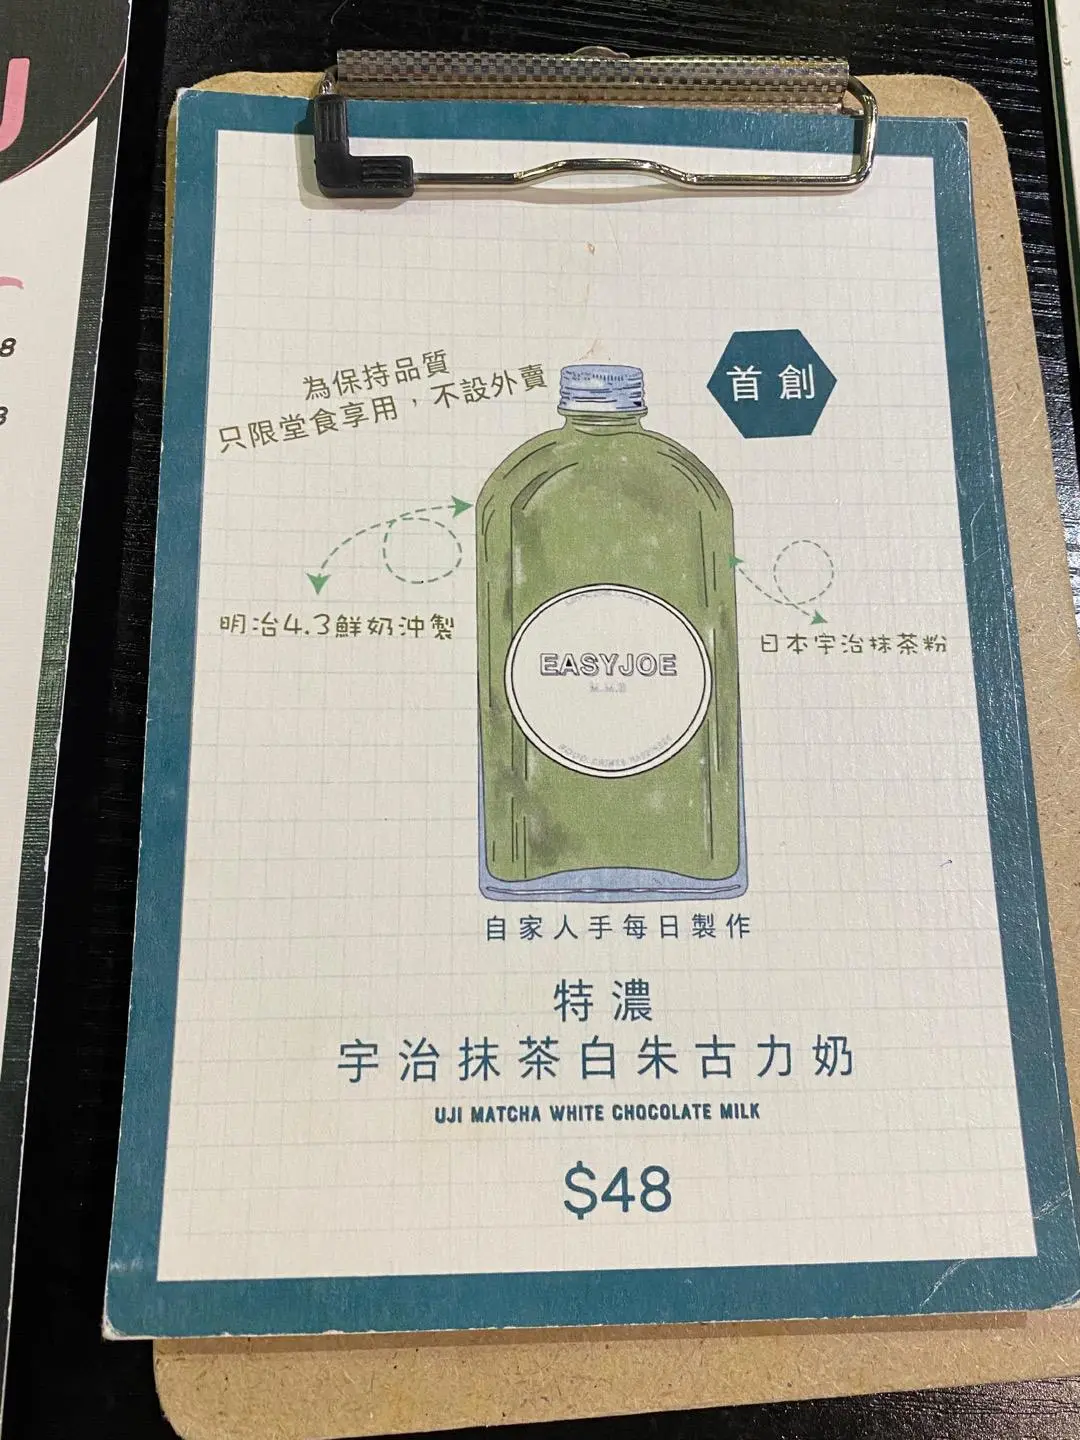 為保持品質
只限堂食享用，不設外賣
首創
明治4.3鮮奶沖製
日本宇治抹茶粉
EASYJOE
M.M.B
自家人手每日製作
特濃
宇治抹茶白朱古力奶
UJI MATCHA WHITE CHOCOLATE MILK
$48
8